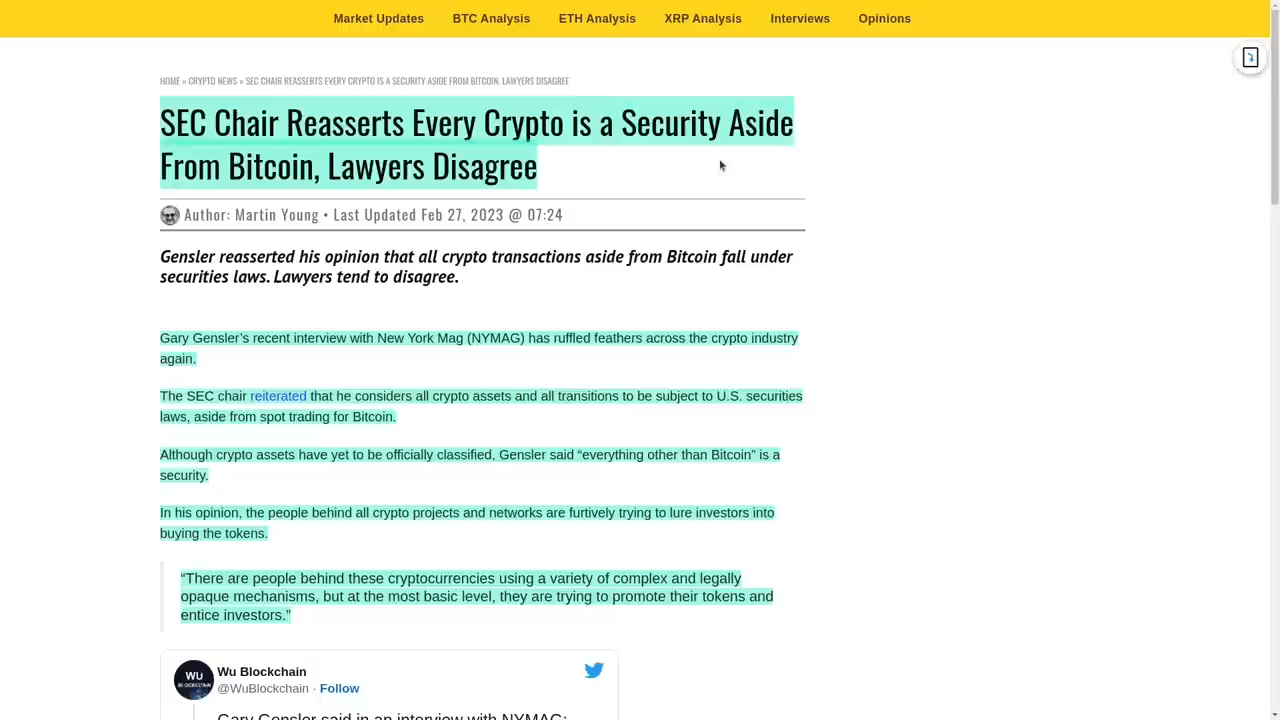 Market Updates BTC Analysis ETH Analysis XRP Analysis Interviews Opinions
HOME » CRYPTO NEWS » SEC CHAIR REASSERTS EVERY CRYPTO IS A SECURITY ASIDE FROM BITCOIN, LAWYERS DISAGREE
SEC Chair Reasserts Every Crypto is a Security Aside
From Bitcoin, Lawyers Disagree
Author: Martin Young • Last Updated Feb 27, 2023 @ 07:24
Gensler reasserted his opinion that all crypto transactions aside from Bitcoin fall under
securities laws. Lawyers tend to disagree.
Gary Gensler’s recent interview with New York Mag (NYMAG) has ruffled feathers across the crypto industry
again.
The SEC chair reiterated that he considers all crypto assets and all transitions to be subject to U.S. securities
laws, aside from spot trading for Bitcoin.
Although crypto assets have yet to be officially classified, Gensler said “everything other than Bitcoin” is a
security.
In his opinion, the people behind all crypto projects and networks are furtively trying to lure investors into
buying the tokens.
“There are people behind these cryptocurrencies using a variety of complex and legally
opaque mechanisms, but at the most basic level, they are trying to promote their tokens and
entice investors.”
WU
BLOCKCHAIN
Wu Blockchain
@WuBlockchain · Follow
Gary Gensler said in an interview with NYMAG: